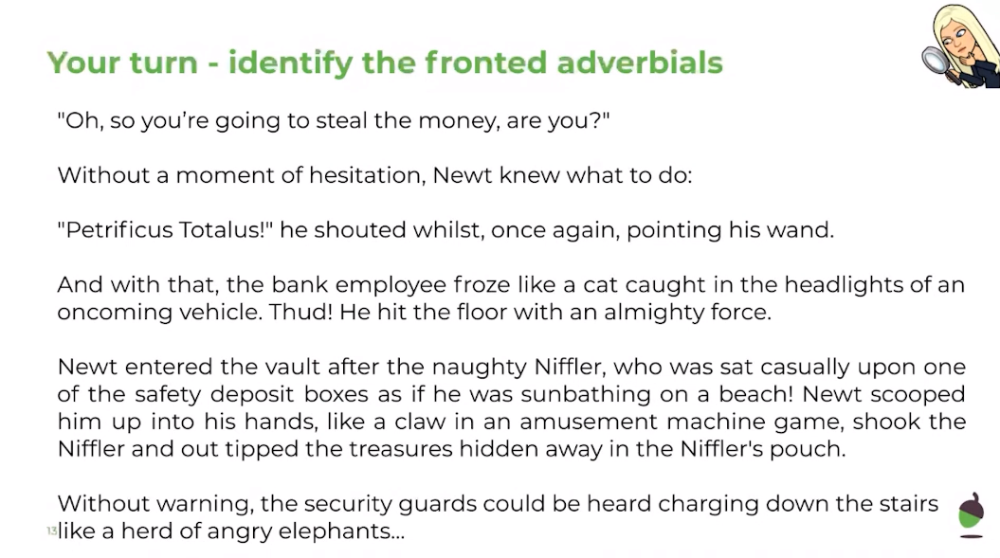 Your turn - identify the fronted adverbials
"Oh, so you're going to steal the money, are you?"
Without a moment of hesitation, Newt knew what to do:
"Petrificus Totalus!" he shouted whilst, once again, pointing his wand.
And with that, the bank employee froze like a cat caught in the headlights of an
oncoming vehicle. Thud! He hit the floor with an almighty force.
Newt entered the vault after the naughty Niffler, who was sat casually upon one
of the safety deposit boxes as if he was sunbathing on a beach! Newt scooped
him up into his hands, like a claw in an amusement machine game, shook the
Niffler and out tipped the treasures hidden away in the Niffler's pouch.
Without warning, the security guards could be heard charging down the stairs
13 like a herd of angry elephants...